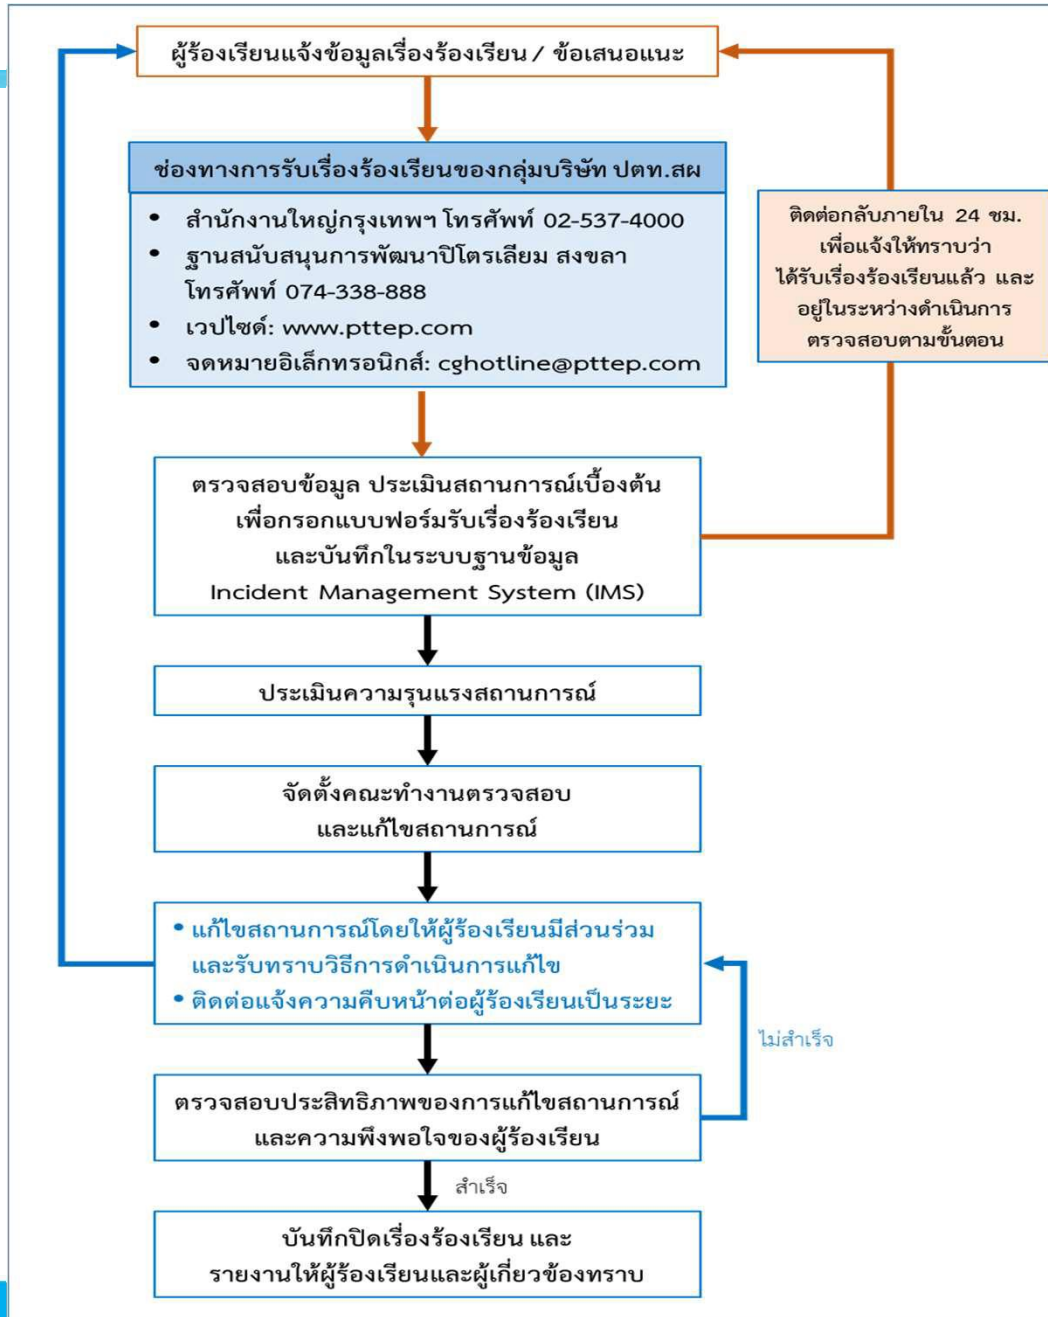 ผู้ร้องเรียนแจ้งข้อมูลเรื่องร้องเรียน / ข้อเสนอแนะ
ช่องทางการรับเรื่องร้องเรียนของกลุ่มบริษัท ปตท.สผ
• สำนักงานใหญ่กรุงเทพฯ โทรศัพท์ 02-537-4000
• ฐานสนับสนุนการพัฒนาปิโตรเลียม สงขลา
โทรศัพท์ 074-338-888
• เวปไซด์: www.pttep.com
• จดหมายอิเล็กทรอนิกส์: cghotline@pttep.com
ติดต่อกลับภายใน 24 ชม.
เพื่อแจ้งให้ทราบว่า
ได้รับเรื่องร้องเรียนแล้ว และ
อยู่ในระหว่างดำเนินการ
ตรวจสอบตามขั้นตอน
ตรวจสอบข้อมูล ประเมินสถานการณ์เบื้องต้น
เพื่อกรอกแบบฟอร์มรับเรื่องร้องเรียน
และบันทึกในระบบฐานข้อมูล
Incident Management System (IMS)
ประเมินความรุนแรงสถานการณ์
จัดตั้งคณะทำงานตรวจสอบ
และแก้ไขสถานการณ์
• แก้ไขสถานการณ์โดยให้ผู้ร้องเรียนมีส่วนร่วม
และรับทราบวิธีการดำเนินการแก้ไข
• ติดต่อแจ้งความคืบหน้าต่อผู้ร้องเรียนเป็นระยะ
ไม่สำเร็จ
ตรวจสอบประสิทธิภาพของการแก้ไขสถานการณ์
และความพึงพอใจของผู้ร้องเรียน
สำเร็จ
บันทึกปิดเรื่องร้องเรียน และ
รายงานให้ผู้ร้องเรียนและผู้เกี่ยวข้องทราบ